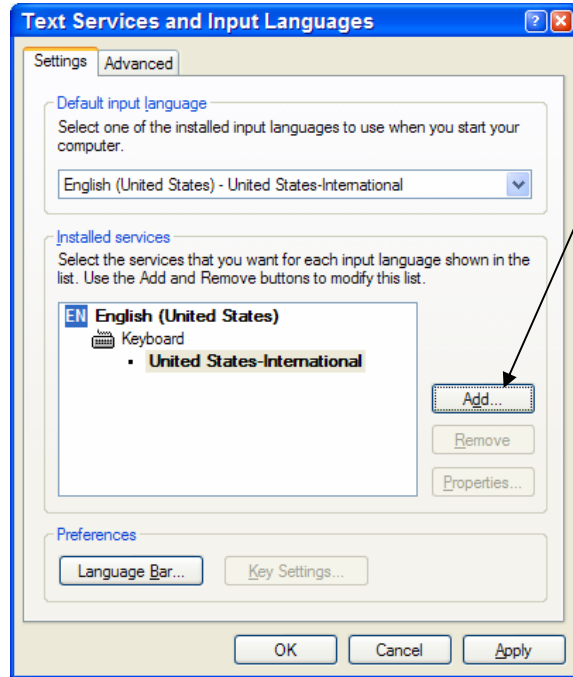 Text Services and Input Languages
Settings
Advanced
Default input language
Select one of the installed input languages to use when you start your
computer.
English (United States) - United States-International
Installed services
Select the services that you want for each input language shown in the
list. Use the Add and Remove buttons to modify this list.
EN English (United States)
Keyboard
• United States-International
Add...
Remove
Properties...
Preferences
Language Bar...
Key Settings...
OK
Cancel
Apply